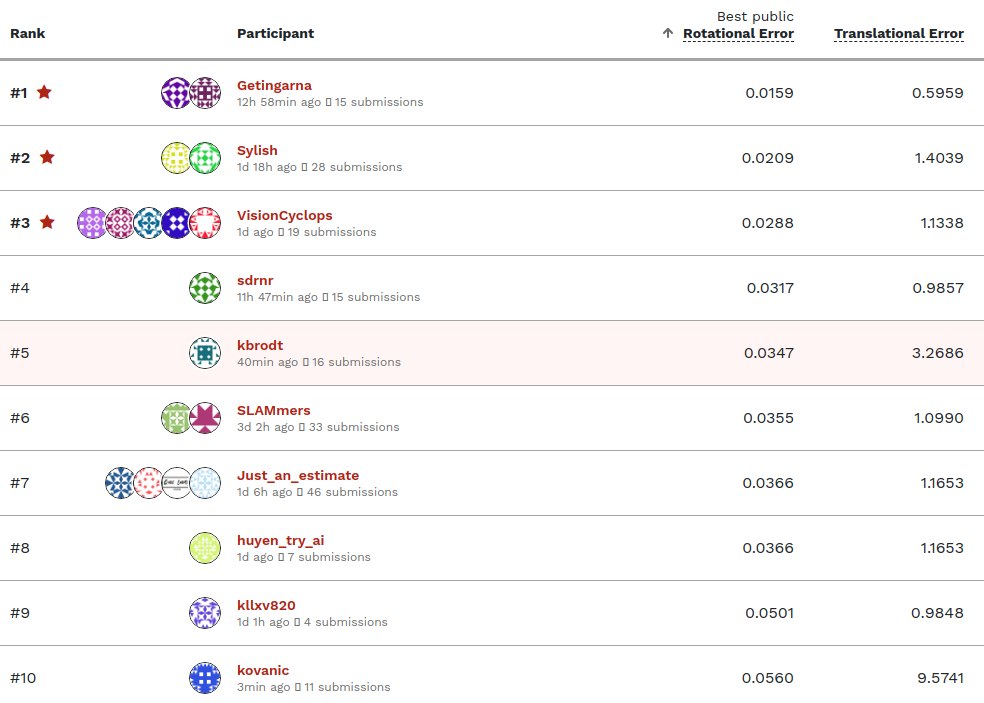 Best public
Rank Participant ↑ Rotational Error Translational Error
#1 Getingarna 0.0159 0.5959
12h 58min ago ▯ 15 submissions
#2 Sylish 0.0209 1.4039
1d 18h ago ▯ 28 submissions
#3 VisionCyclops 0.0288 1.1338
1d ago ▯ 19 submissions
#4 sdrnr 0.0317 0.9857
11h 47min ago ▯ 15 submissions
#5 kbrodt 0.0347 3.2686
40min ago ▯ 16 submissions
#6 SLAMmers 0.0355 1.0990
3d 2h ago ▯ 33 submissions
#7 Just_an_estimate 0.0366 1.1653
1d 6h ago ▯ 46 submissions
#8 huyen_try_ai 0.0366 1.1653
1d ago ▯ 7 submissions
#9 kllxv820 0.0501 0.9848
1d 1h ago ▯ 4 submissions
#10 kovanic 0.0560 9.5741
3min ago ▯ 11 submissions